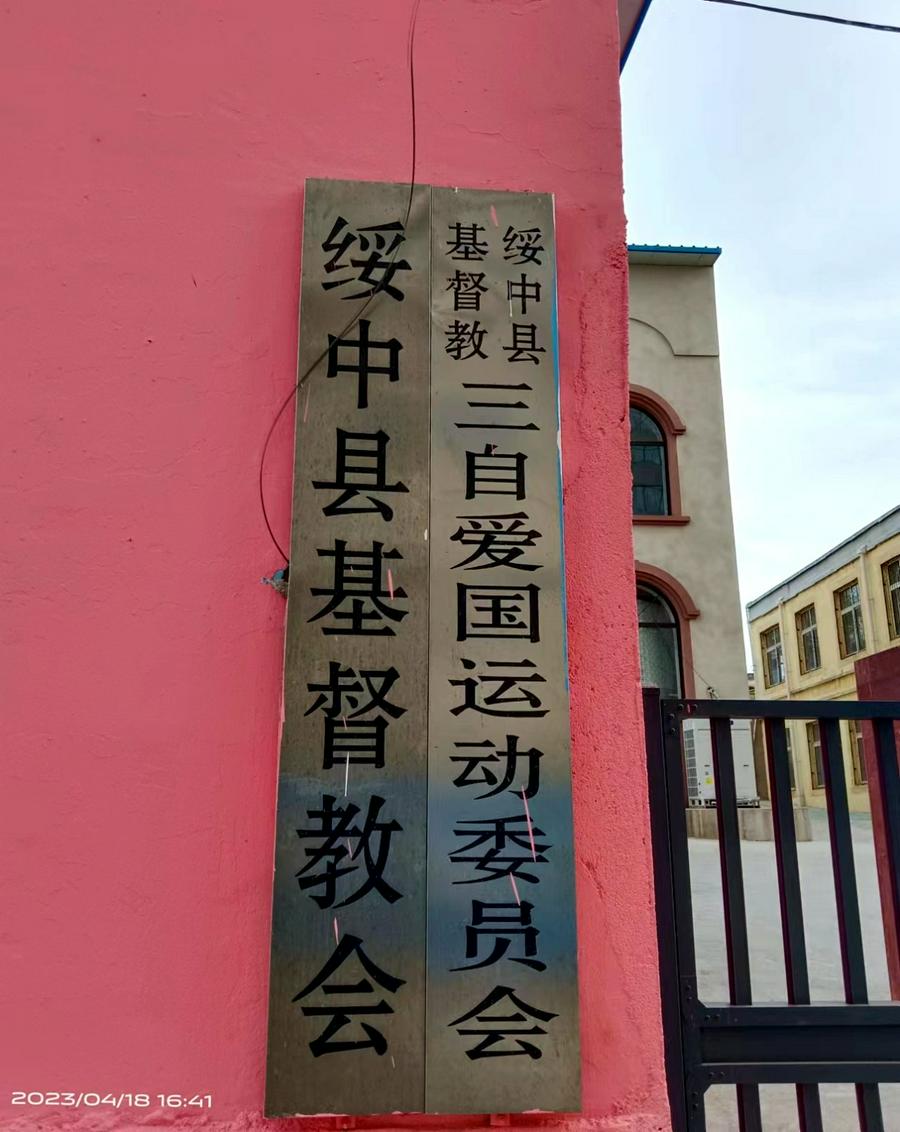 绥中县
基督教
三自爱国运动委员会
绥中县基督教会
2023/04/18 16:41